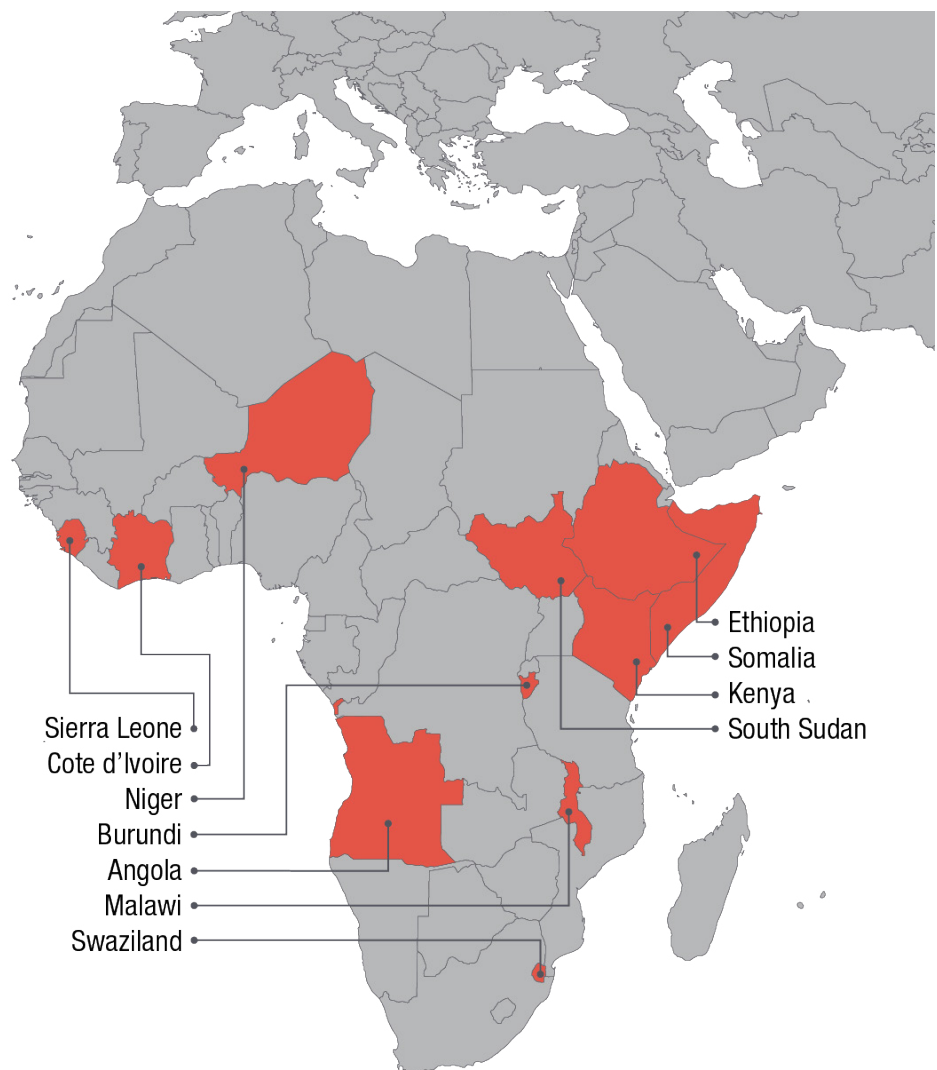 Ethiopia
Somalia
Kenya
South Sudan
Sierra Leone
Cote d’Ivoire
Niger
Burundi
Angola
Malawi
Swaziland